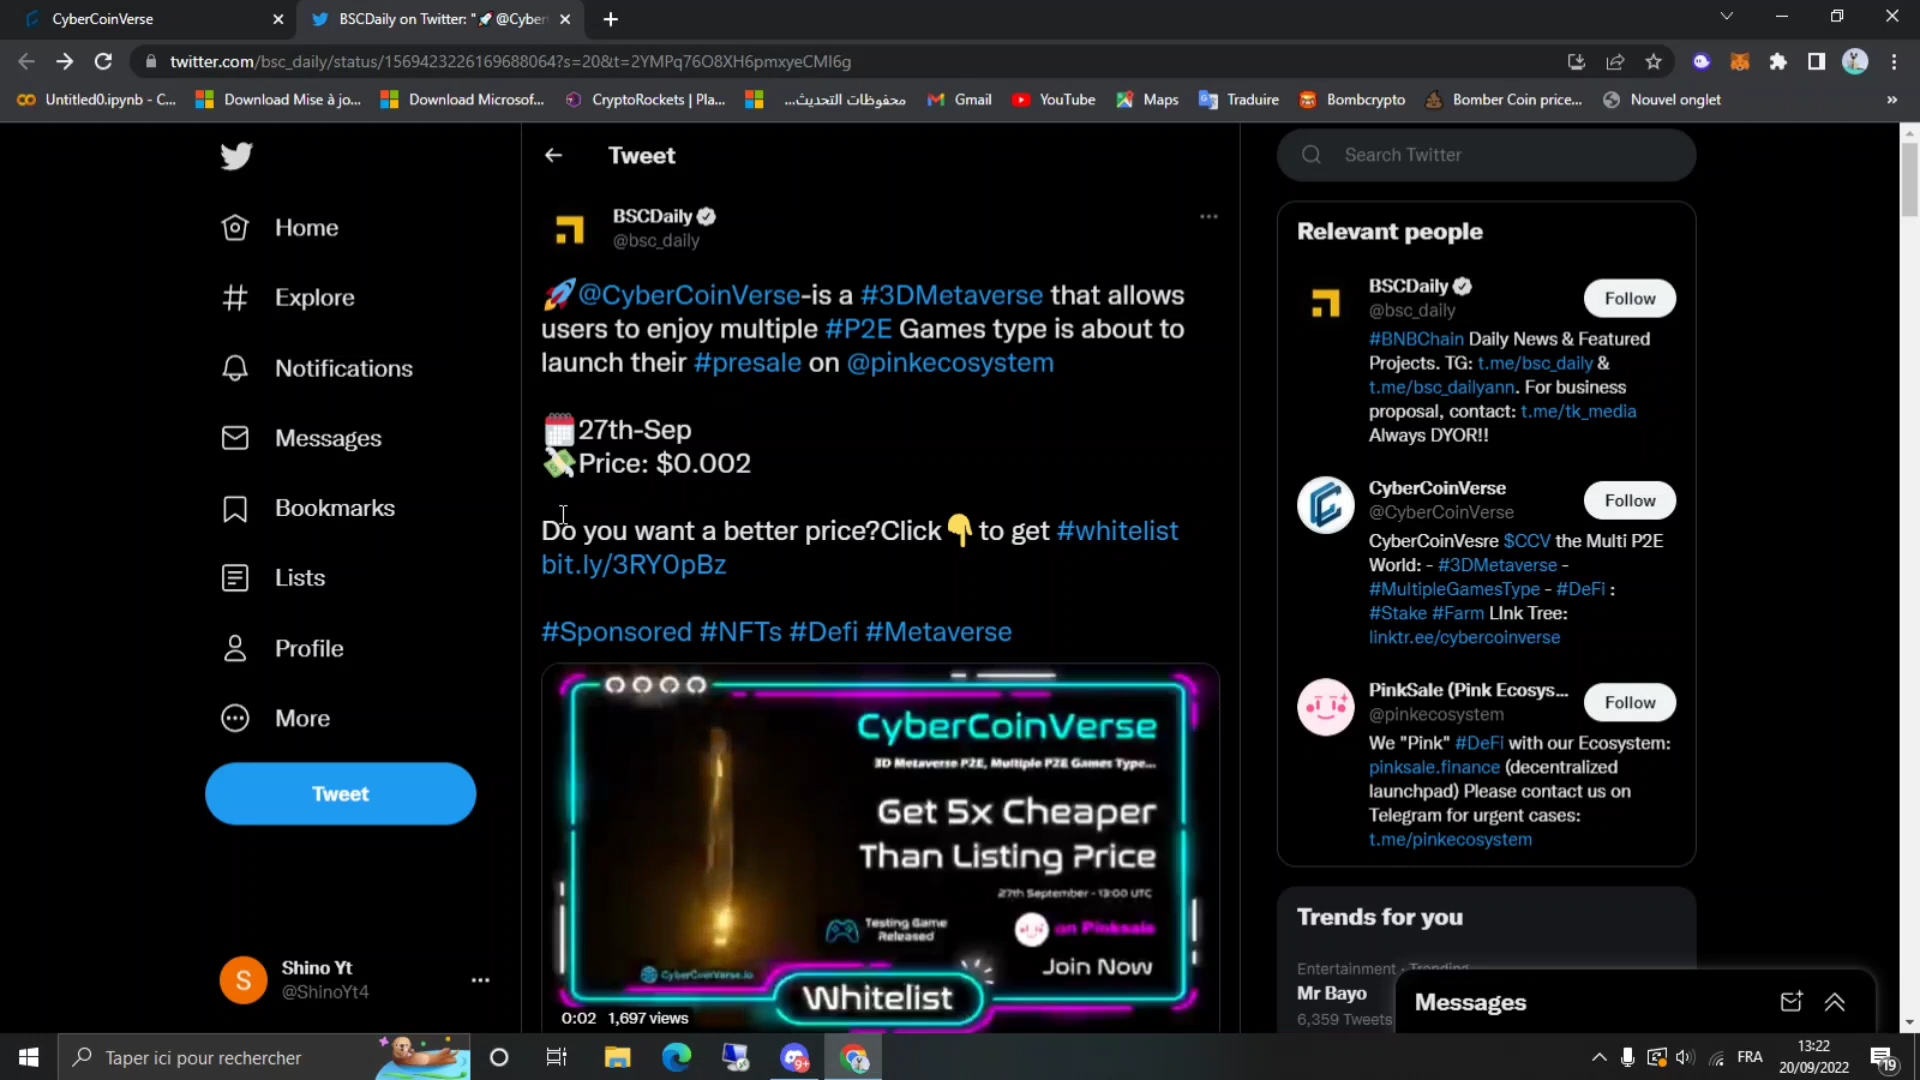 CyberCoinVerse
BSCDaily on Twitter: "🚀 @Cyber
twitter.com/bsc_daily/status/1569423226169688064?s=20&t=2YMPq76O8XH6pmxyeCMI6g
Untitled0.ipynb - C...
Download Mise à jo...
Download Microsof...
CryptoRockets | Pla...
محفوظات التحديث...
Gmail
YouTube
Maps
Traduire
Bombcrypto
Bomber Coin price...
Nouvel onglet
Home
Explore
Notifications
Messages
Bookmarks
Lists
Profile
More
Tweet
Shino Yt
@ShinoYt4
Tweet
BSCDaily
@bsc_daily
🚀@CyberCoinVerse-is a #3DMetaverse that allows
users to enjoy multiple #P2E Games type is about to
launch their #presale on @pinkecosystem
🗓27th-Sep
💸Price: $0.002
Do you want a better price?Click👇to get #whitelist
bit.ly/3RY0pBz
#Sponsored #NFTs #Defi #Metaverse
CyberCoinVerse
3D Metaverse P2E, Multiple P2E Games Type...
Get 5x Cheaper
Than Listing Price
27th September - 13:00 UTC
Testing Game
Released
on Pinksale
CyberCoinVerse.io
Join Now
Whitelist
0:02 1,697 views
Search Twitter
Relevant people
BSCDaily
@bsc_daily
Follow
#BNBChain Daily News & Featured
Projects. TG: t.me/bsc_daily &
t.me/bsc_dailyann. For business
proposal, contact: t.me/tk_media
Always DYOR!!
CyberCoinVerse
@CyberCoinVerse
Follow
CyberCoinVesre $CCV the Multi P2E
World: - #3DMetaverse -
#MultipleGamesType - #DeFi :
#Stake #Farm LInk Tree:
linktr.ee/cybercoinverse
PinkSale (Pink Ecosys...
@pinkecosystem
Follow
We "Pink" #DeFi with our Ecosystem:
pinksale.finance (decentralized
launchpad) Please contact us on
Telegram for urgent cases:
t.me/pinkecosystem
Trends for you
Entertainment · Trending
Mr Bayo
6,359 Tweets
Messages
Taper ici pour rechercher
9+
FRA
13:22
20/09/2022
19